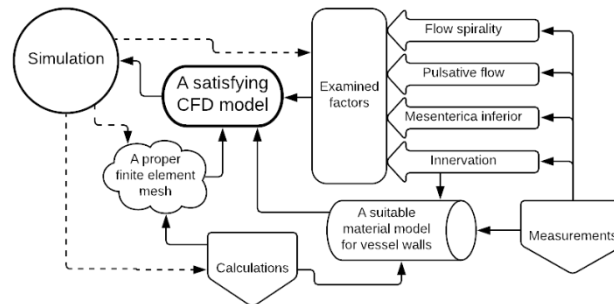 Simulation
A satisfying
CFD model
Examined
factors
Flow spirality
Pulsative flow
Mesenterica inferior
Innervation
A proper
finite element
mesh
A suitable
material model
for vessel walls
Calculations
Measurements